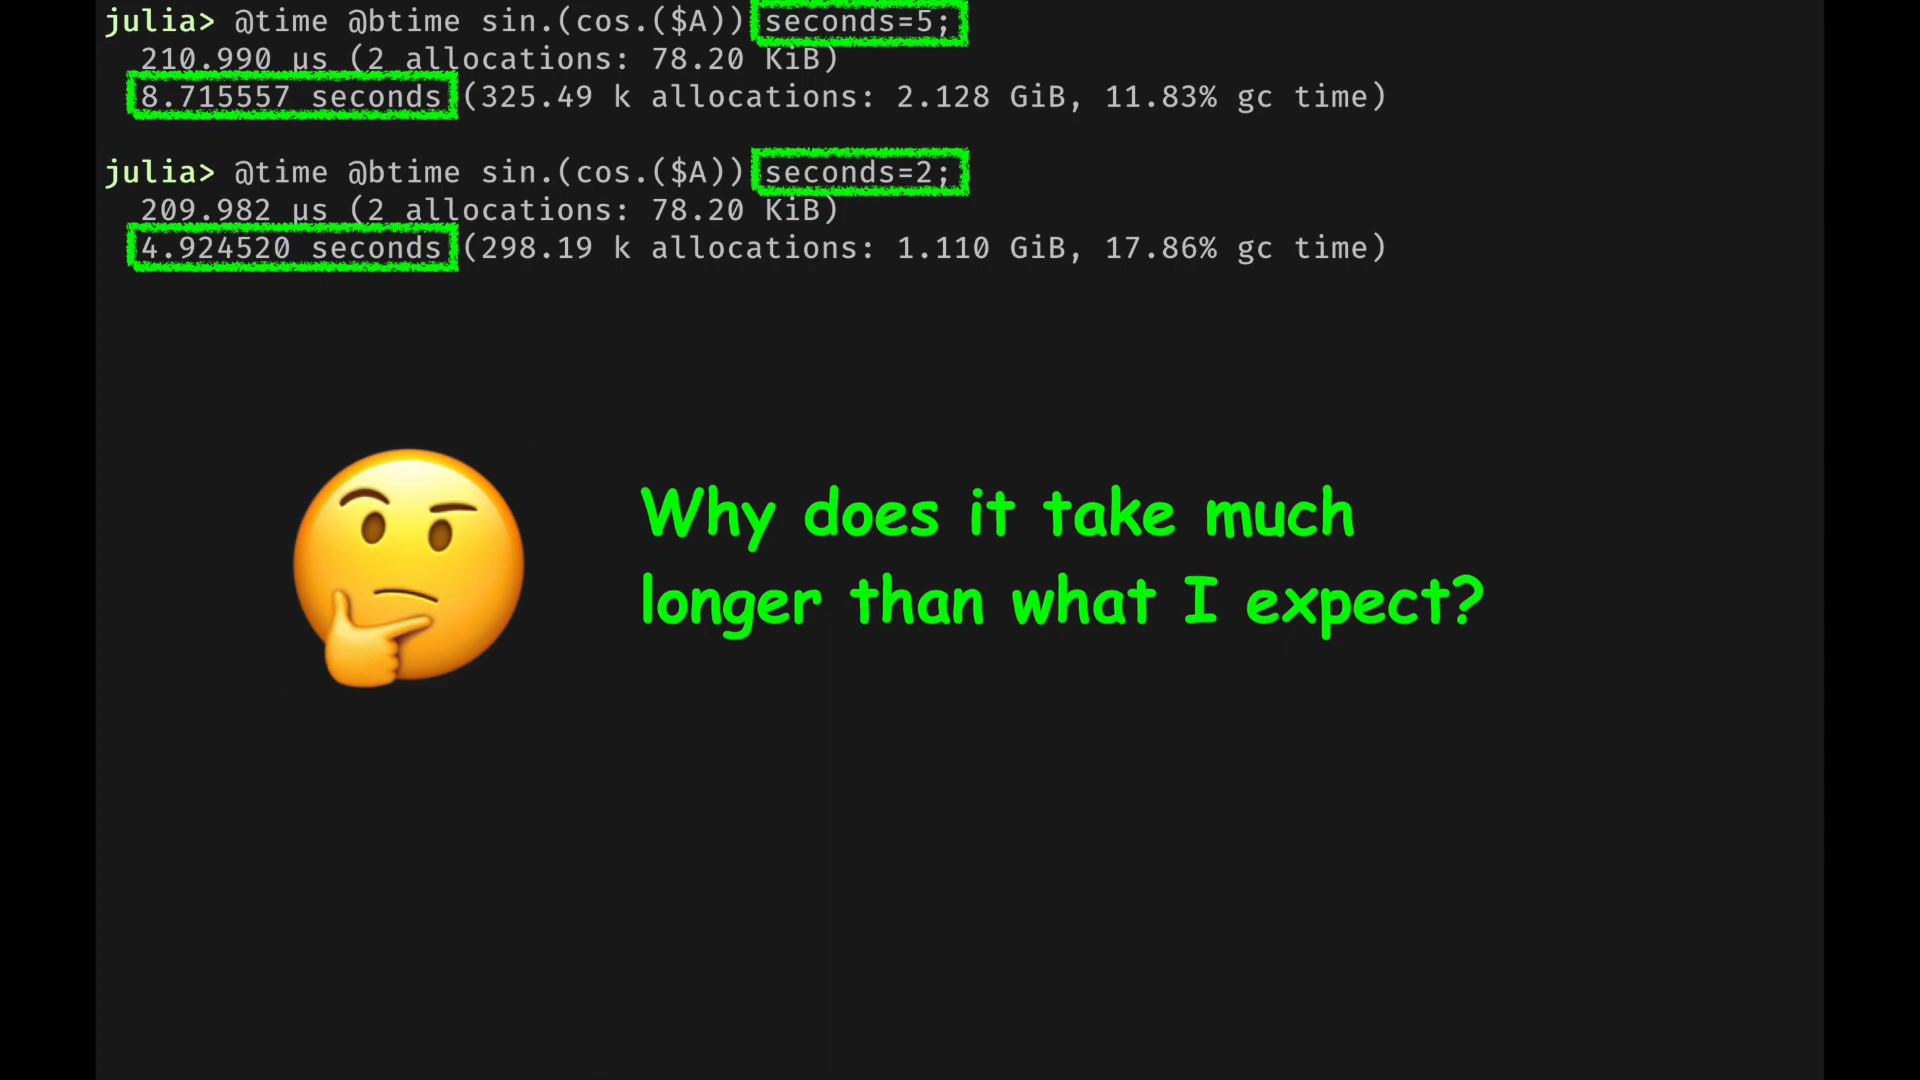 julia> @time @btime sin.(cos.($A)) seconds=5;
210.990 μs (2 allocations: 78.20 KiB)
8.715557 seconds (325.49 k allocations: 2.128 GiB, 11.83% gc time)
julia> @time @btime sin.(cos.($A)) seconds=2;
209.982 μs (2 allocations: 78.20 KiB)
4.924520 seconds (298.19 k allocations: 1.110 GiB, 17.86% gc time)
Why does it take much
longer than what I expect?